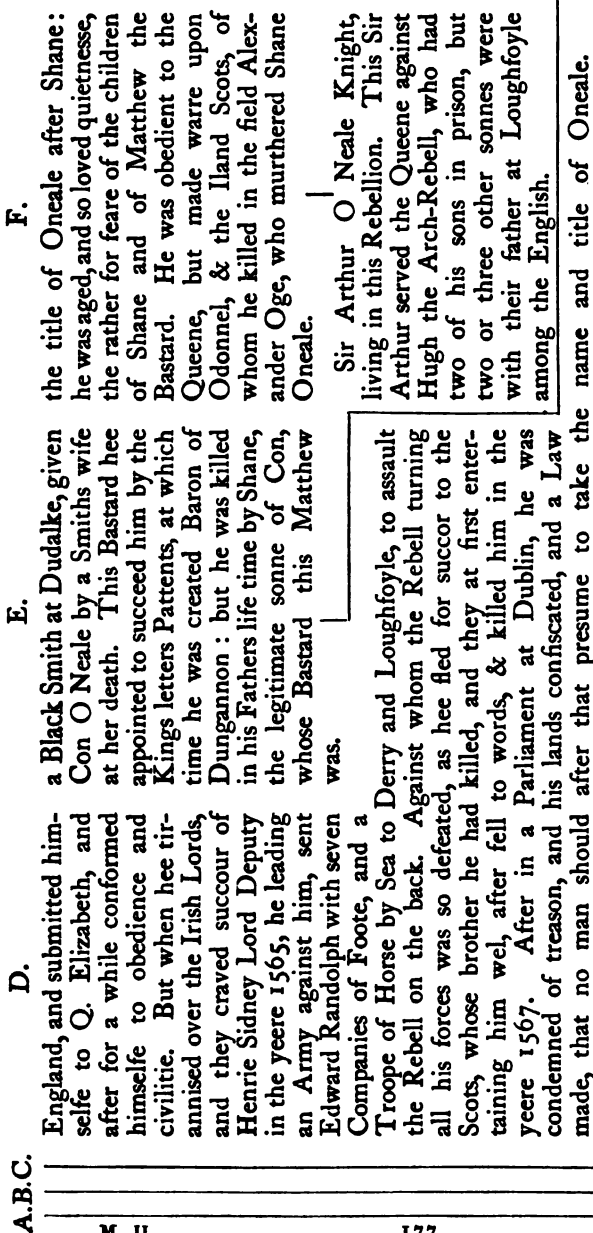 A.B.C.
D.
England, and submitted him-
selfe to Q. Elizabeth, and
after for a while conformed
himselfe to obedience and
civilitie. But when hee tir-
annised over the Irish Lords,
and they craved succour of
Henrie Sidney Lord Deputy
in the yeere 1565, he leading
an Army against him, sent
Edward Randolph with seven
Companies of Foote, and a
Troope of Horse by Sea to Derry and Loughfoyle, to assault
the Rebell on the back. Against whom the Rebell turning
all his forces was so defeated, as hee fled for succor to the
Scots, whose brother he had killed, and they at first enter-
taining him wel, after fell to words, & killed him in the
yeere 1567. After in a Parliament at Dublin, he was
condemned of treason, and his lands confiscated, and a Law
made, that no man should after that presume to take the name and title of Oneale.
E.
a Black Smith at Dudalke, given
Con O Neale by a Smiths wife
at her death. This Bastard hee
appointed to succeed him by the
Kings letters Pattents, at which
time he was created Baron of
Dungannon : but he was killed
in his Fathers life time by Shane,
the legitimate sonne of Con,
whose Bastard this Matthew
was.
F.
the title of Oneale after Shane :
he was aged, and so loved quietnesse,
the rather for feare of the children
of Shane and of Matthew the
Bastard. He was obedient to the
Queene, but made warre upon
Odonnel, & the Iland Scots, of
whom he killed in the field Alex-
ander Oge, who murthered Shane
Oneale.
Sir Arthur O Neale Knight,
living in this Rebellion. This Sir
Arthur served the Queene against
Hugh the Arch-Rebell, who had
two of his sons in prison, but
two or three other sonnes were
with their father at Loughfoyle
among the English.
M. II
177